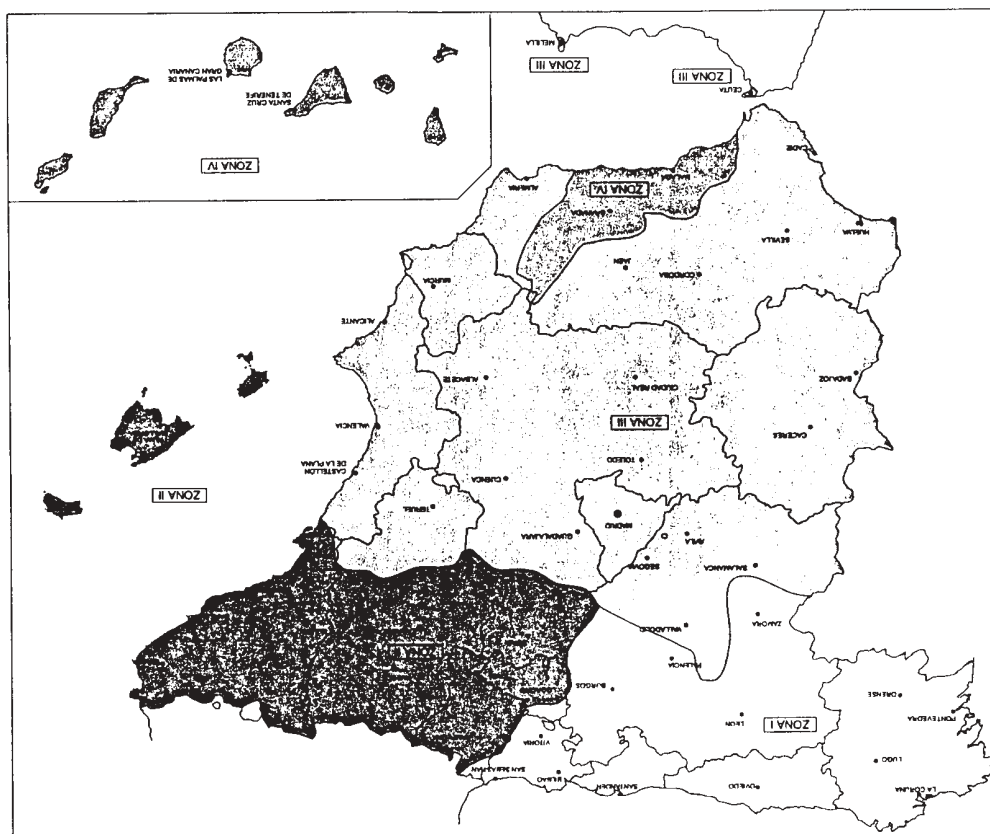 LA CORUÑA
OVIEDO
SANTANDER
BILBAO
SAN SEBASTIAN
LUGO
VITORIA
LEON
ZONA I
PONTEVEDRA
ORENSE
BURGOS
PALENCIA
ZAMORA
VALLADOLID
SALAMANCA
SEGOVIA
AVILA
GUADALAJARA
MADRID
TERUEL
ZONA II
CUENCA
CASTELLON
DE LA PLANA
TOLEDO
CACERES
ZONA III
VALENCIA
BADAJOZ
CIUDAD REAL
ALBACETE
ALICANTE
MURCIA
CORDOBA
JAEN
HUELVA
SEVILLA
GRANADA
ZONA IV
MALAGA
ALMERIA
CADIZ
CEUTA
ZONA III
MELILLA
ZONA III
ZONA IV
SANTA CRUZ
DE TENERIFE
LAS PALMAS DE
GRAN CANARIA